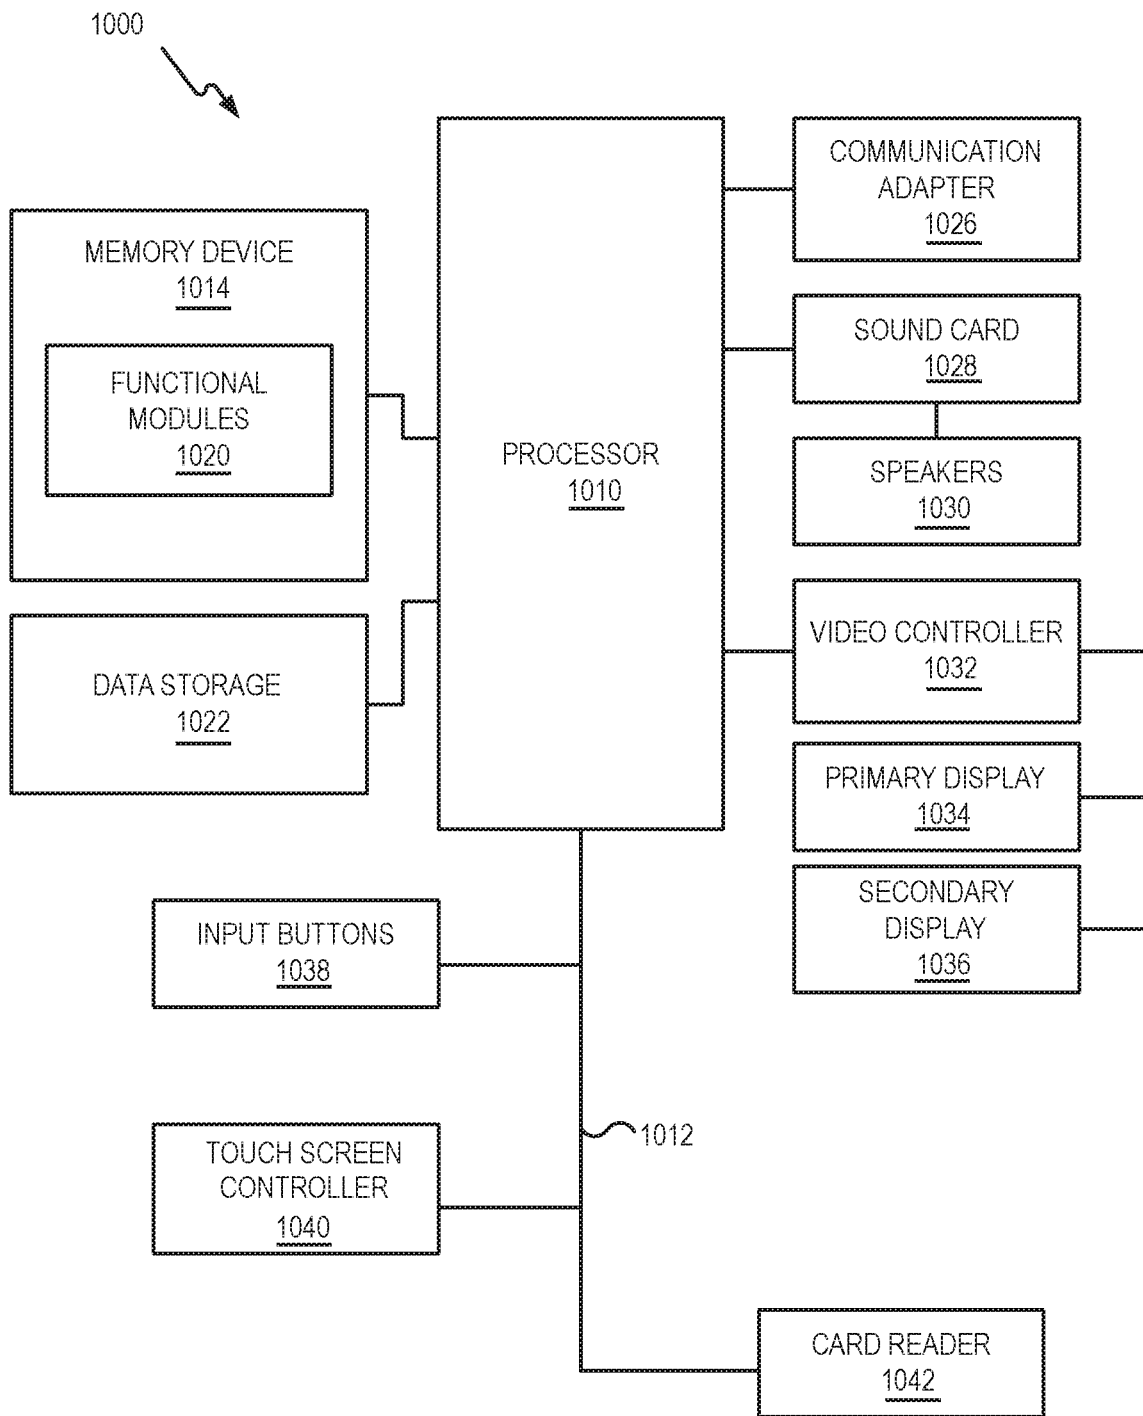 1000
MEMORY DEVICE
1014
FUNCTIONAL
MODULES
1020
DATA STORAGE
1022
PROCESSOR
1010
COMMUNICATION
ADAPTER
1026
SOUND CARD
1028
SPEAKERS
1030
VIDEO CONTROLLER
1032
PRIMARY DISPLAY
1034
SECONDARY
DISPLAY
1036
INPUT BUTTONS
1038
1012
TOUCH SCREEN
CONTROLLER
1040
CARD READER
1042